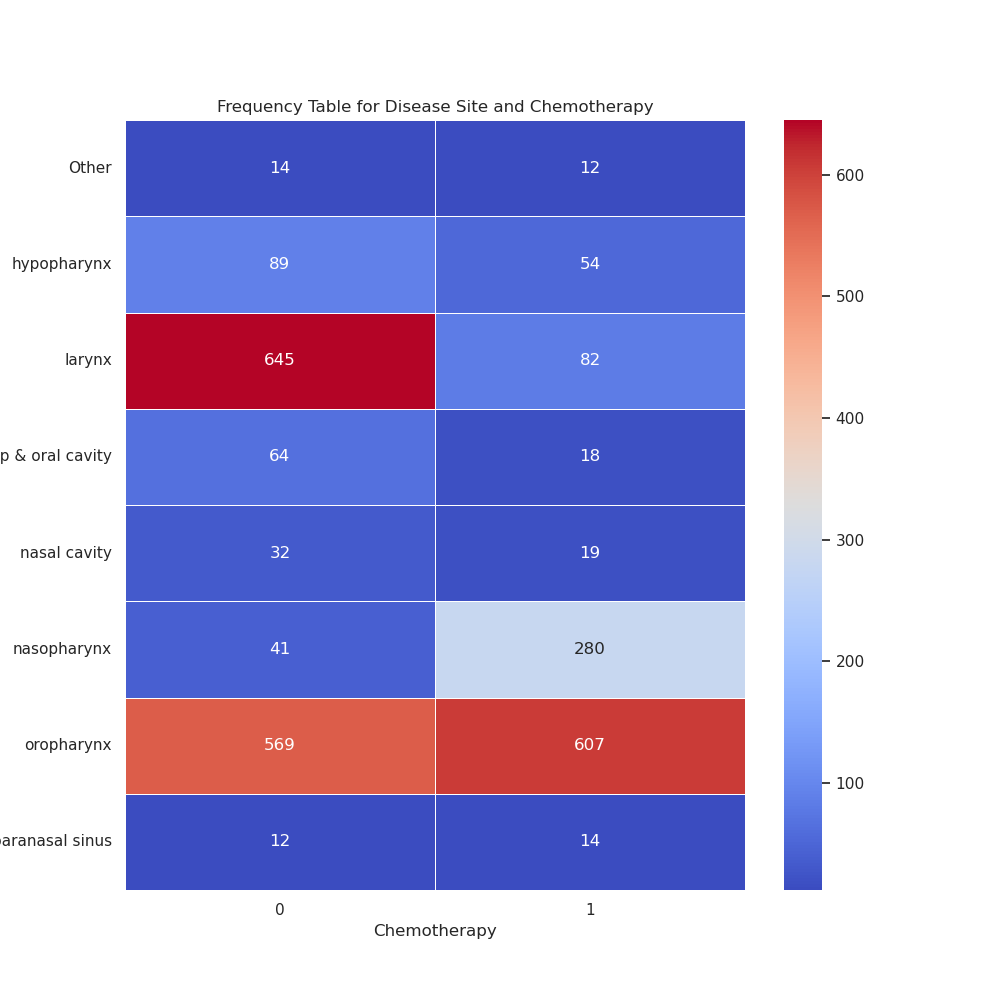 Frequency Table for Disease Site and Chemotherapy
Other 14 12
600
hypopharynx 89 54
500
larynx 645 82
400
p & oral cavity 64 18
300
nasal cavity 32 19
nasopharynx 41 280
200
oropharynx 569 607
100
paranasal sinus 12 14
0 1
Chemotherapy